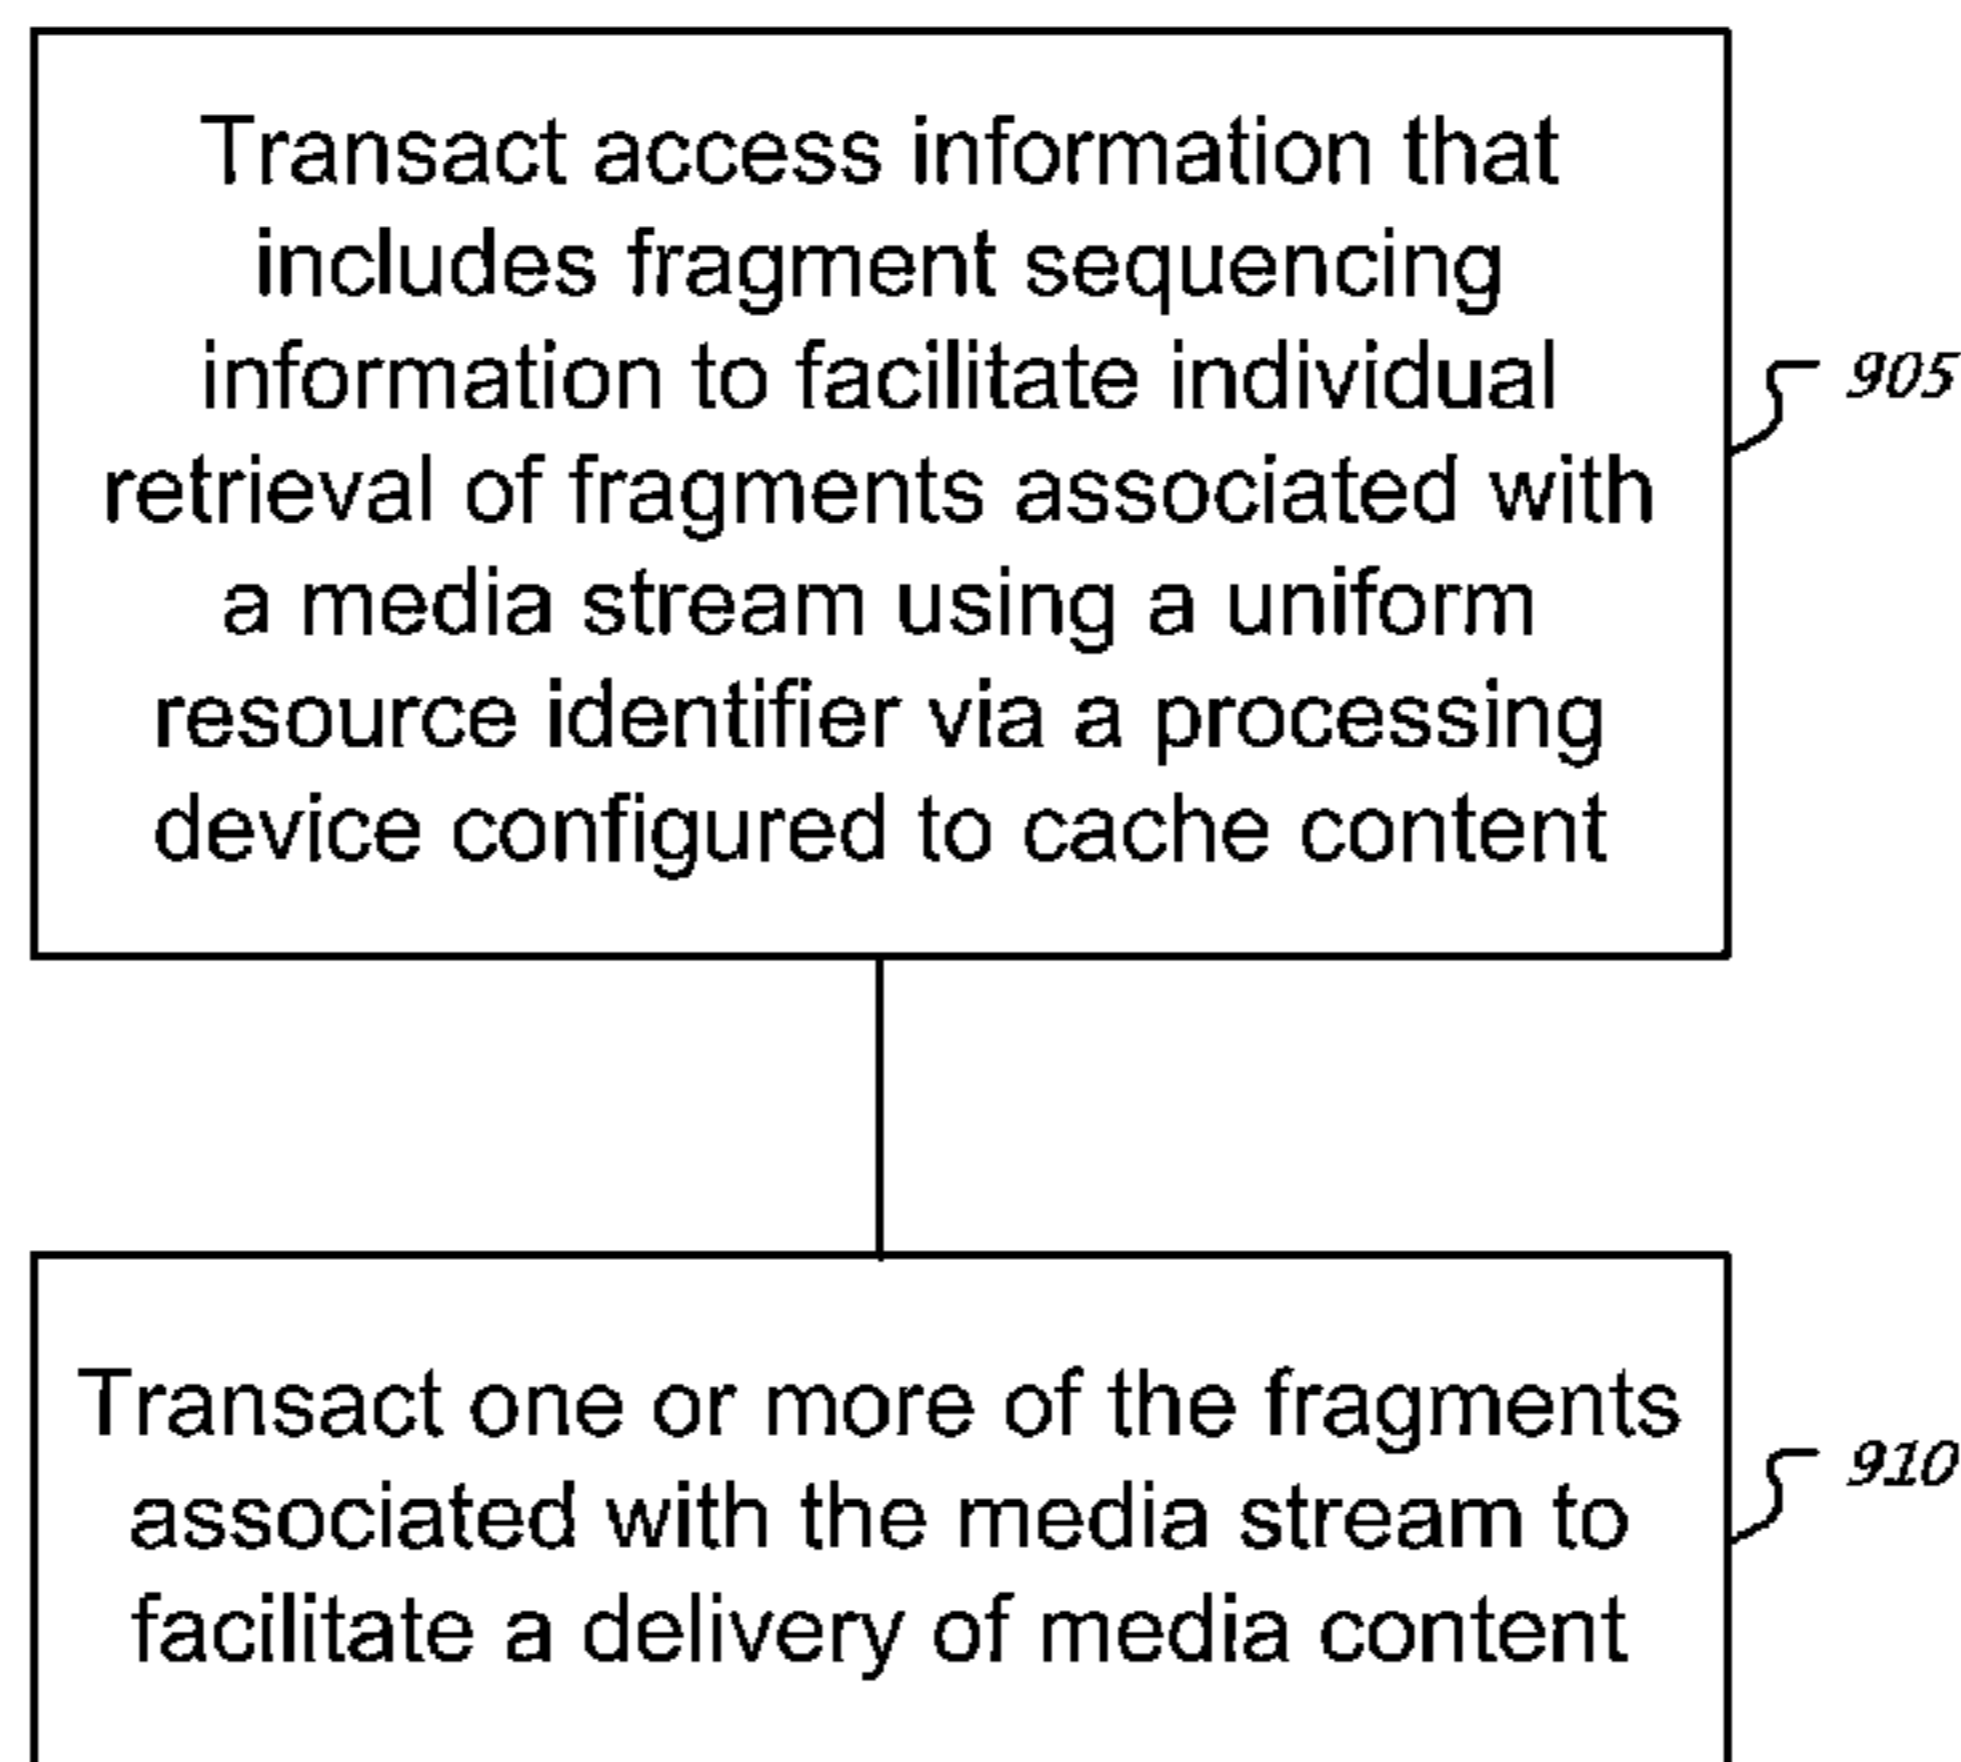 Transact access information that
includes fragment sequencing
information to facilitate individual
retrieval of fragments associated with
a media stream using a uniform
resource identifier via a processing
device configured to cache content
905
Transact one or more of the fragments
associated with the media stream to
facilitate a delivery of media content
910